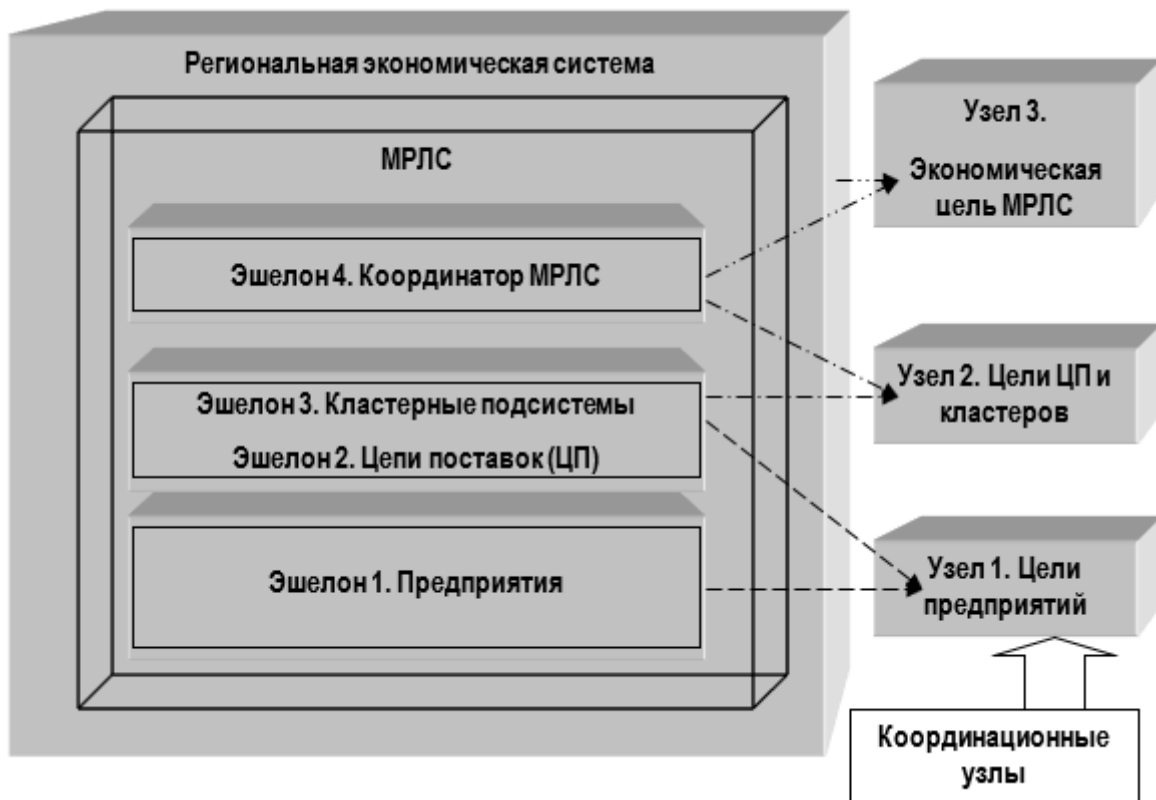 Региональная экономическая система
МРЛС
Эшелон 4. Координатор МРЛС
Эшелон 3. Кластерные подсистемы
Эшелон 2. Цепи поставок (ЦП)
Эшелон 1. Предприятия
Узел 3.
Экономическая
цель МРЛС
Узел 2. Цели ЦП и
кластеров
Узел 1. Цели
предприятий
Координационные
узлы